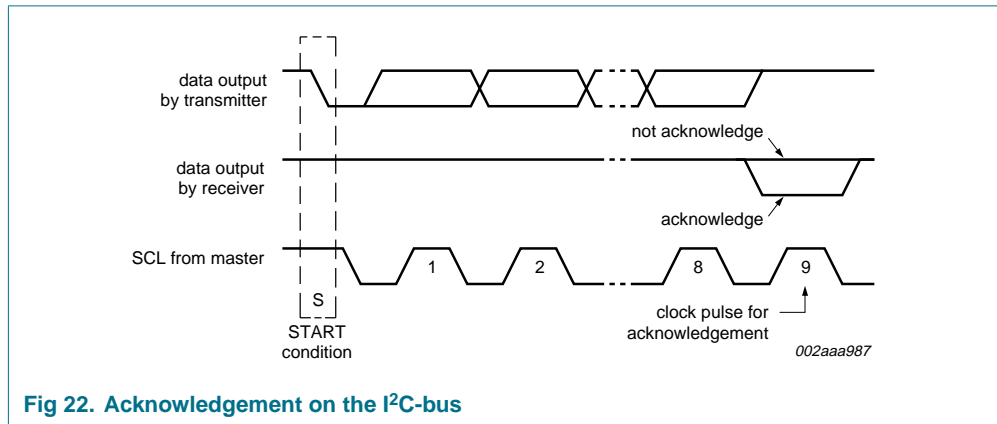 data output
by transmitter
not acknowledge
data output
by receiver
acknowledge
SCL from master
1
2
8
9
S
START
condition
clock pulse for
acknowledgement
002aaa987
Fig 22. Acknowledgement on the I²C-bus